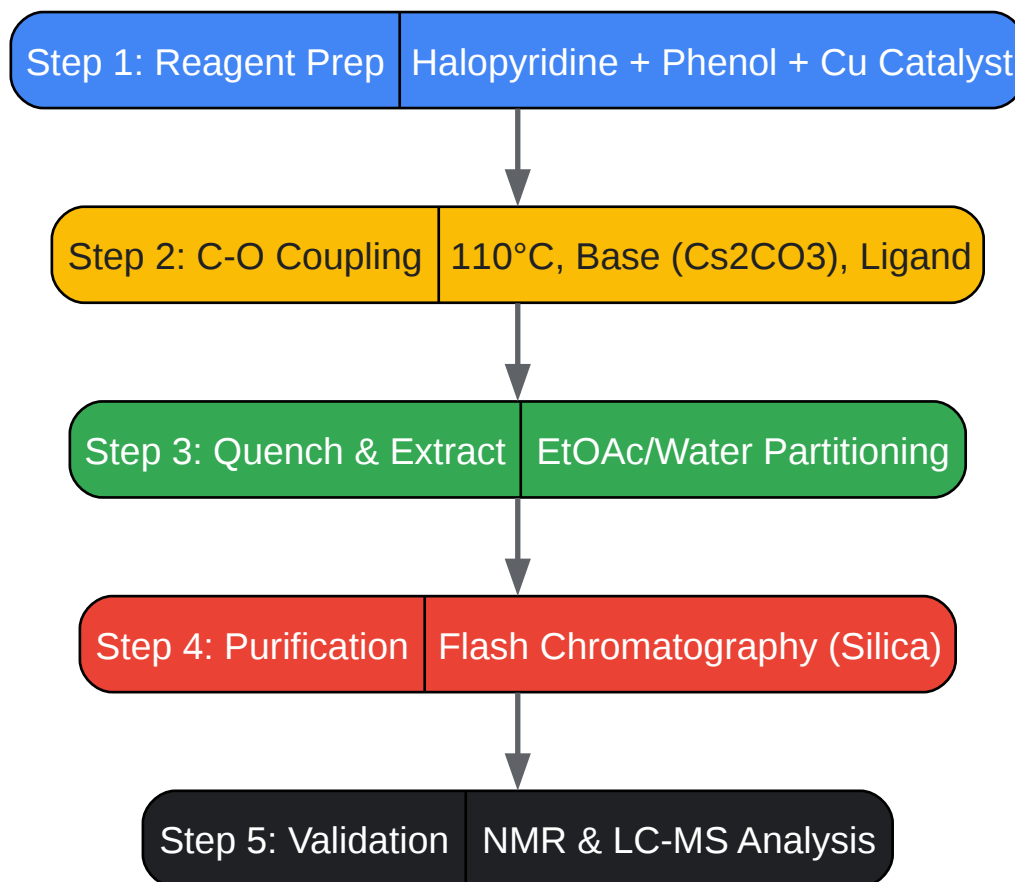 Step 1: Reagent Prep Halopyridine + Phenol + Cu Catalyst
Step 2: C-O Coupling 110°C, Base (Cs2CO3), Ligand
Step 3: Quench & Extract EtOAc/Water Partitioning
Step 4: Purification Flash Chromatography (Silica)
Step 5: Validation NMR & LC-MS Analysis